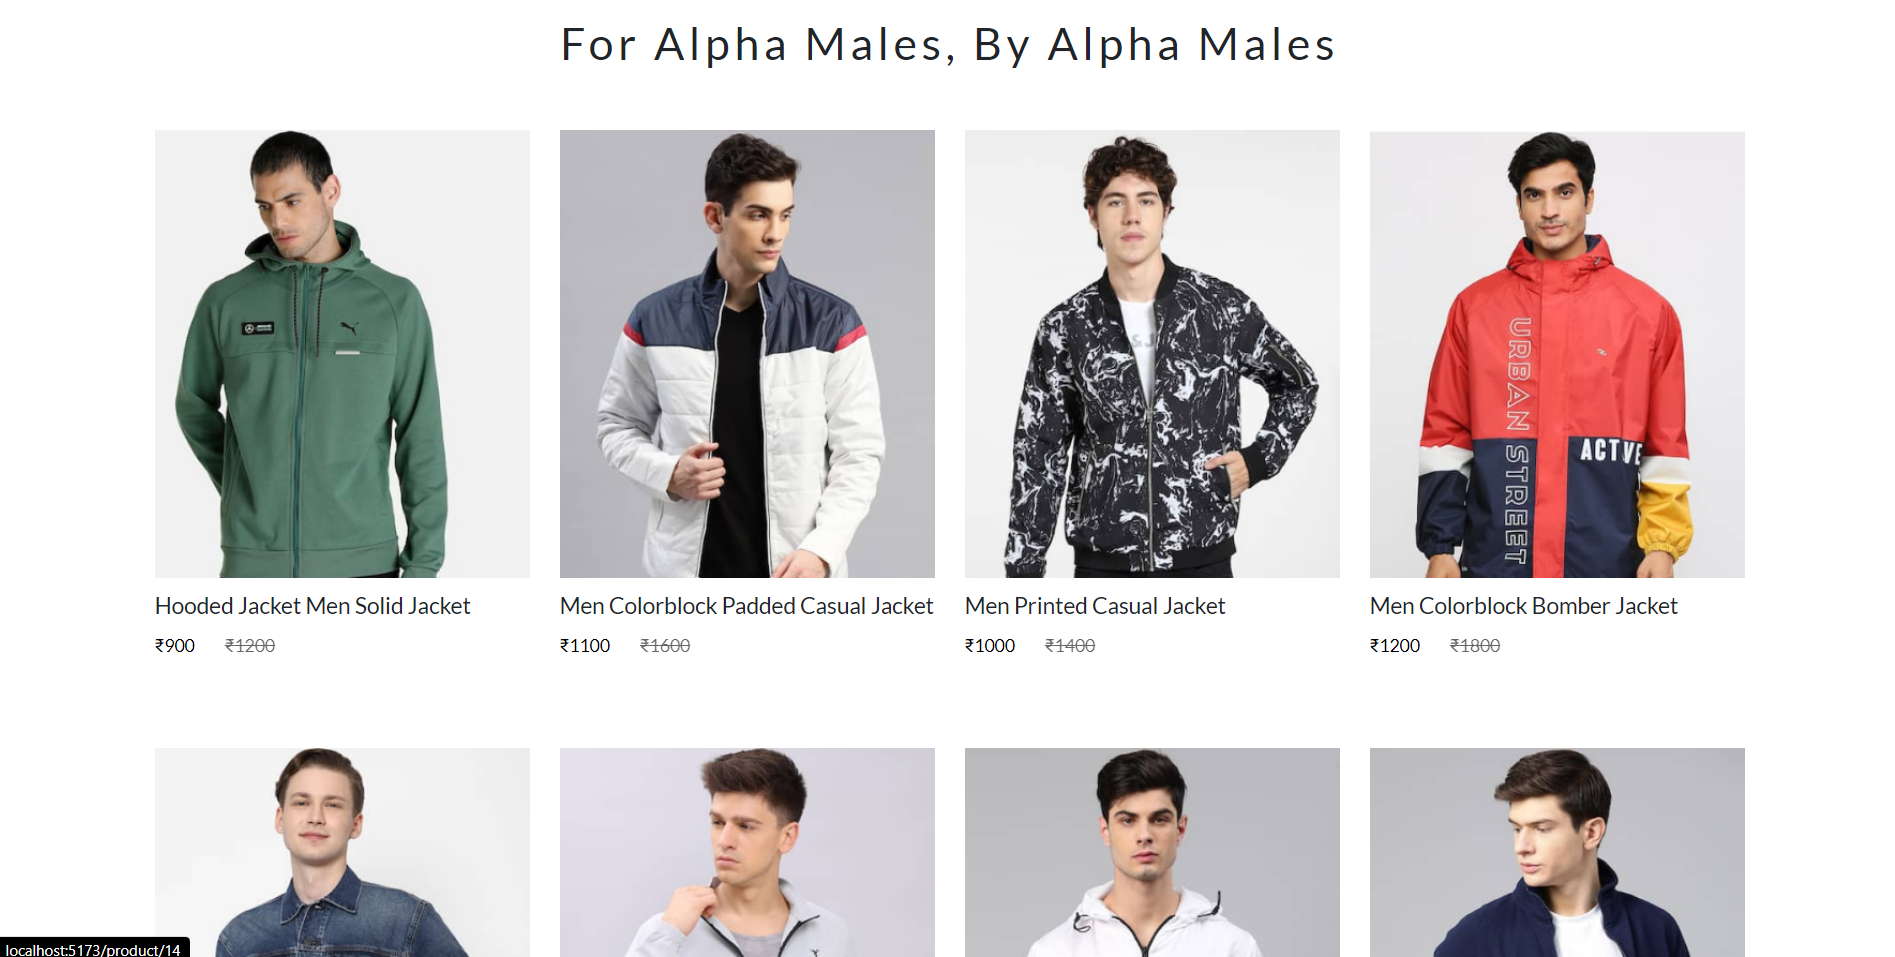 For Alpha Males, By Alpha Males
URBAN STREET
ACTIVE
Hooded Jacket Men Solid Jacket
₹900 ₹1200
Men Colorblock Padded Casual Jacket
₹1100 ₹1600
Men Printed Casual Jacket
₹1000 ₹1400
Men Colorblock Bomber Jacket
₹1200 ₹1800
localhost:5173/product/14